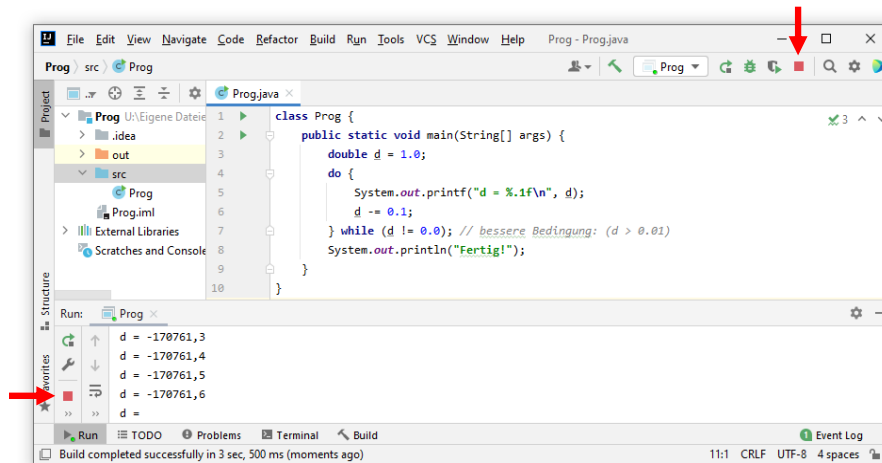 File Edit View Navigate Code Refactor Build Run Tools VCS Window Help Prog - Prog.java
Prog src Prog Prog
Project
Prog U:\Eigene Dateie
.idea
out
src
Prog
Prog.iml
External Libraries
Scratches and Console
Prog.java
3
1 class Prog {
2 public static void main(String[] args) {
3 double d = 1.0;
4 do {
5 System.out.printf("d = %.1f\n", d);
6 d -= 0.1;
7 } while (d != 0.0); // bessere Bedingung: (d > 0.01)
8 System.out.println("Fertig!");
9 }
10 }
Structure
Run: Prog
d = -170761,3
d = -170761,4
d = -170761,5
d = -170761,6
d =
Run TODO Problems Terminal Build 1 Event Log
Build completed successfully in 3 sec, 500 ms (moments ago) 11:1 CRLF UTF-8 4 spaces